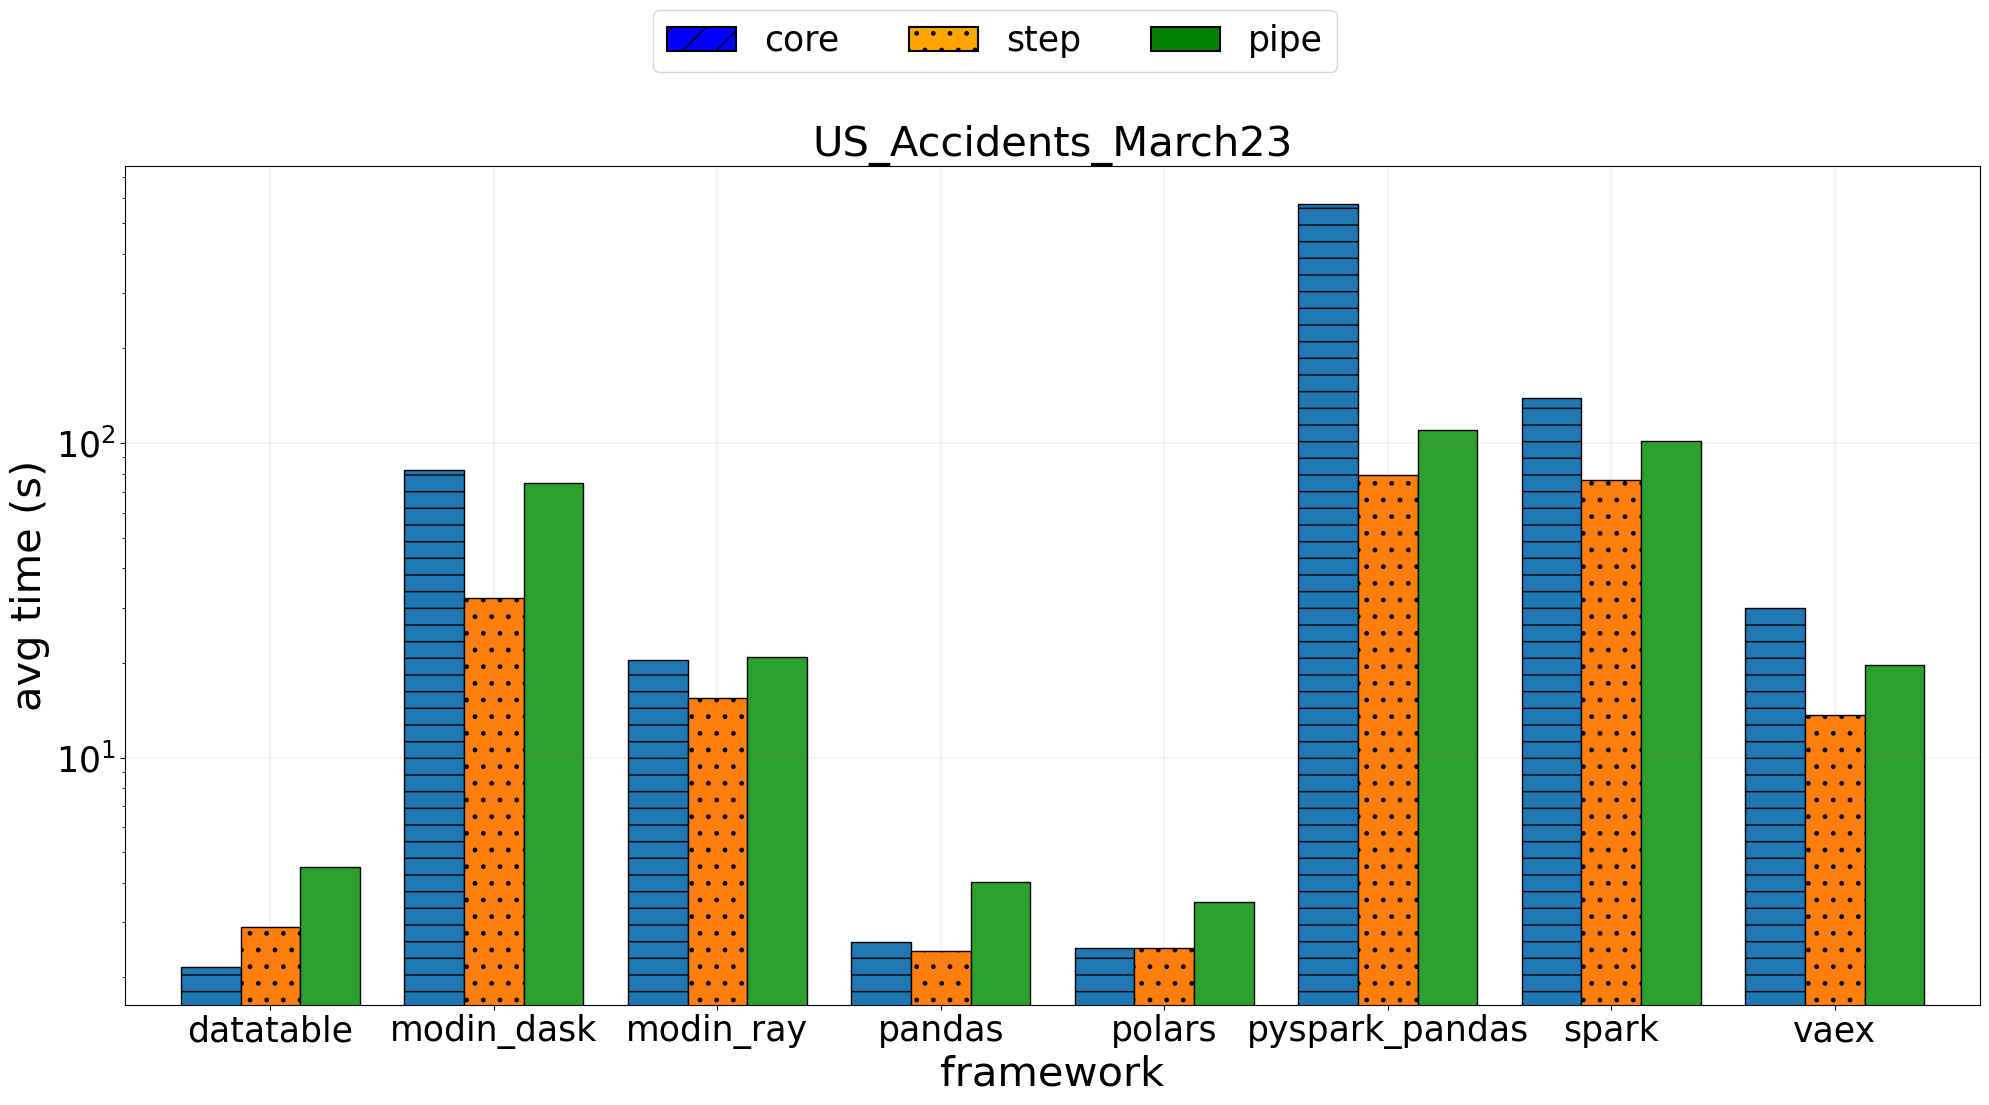 core step pipe
US_Accidents_March23
avg time (s)
10²
10¹
datatable modin_dask modin_ray pandas polars pyspark_pandas spark vaex
framework